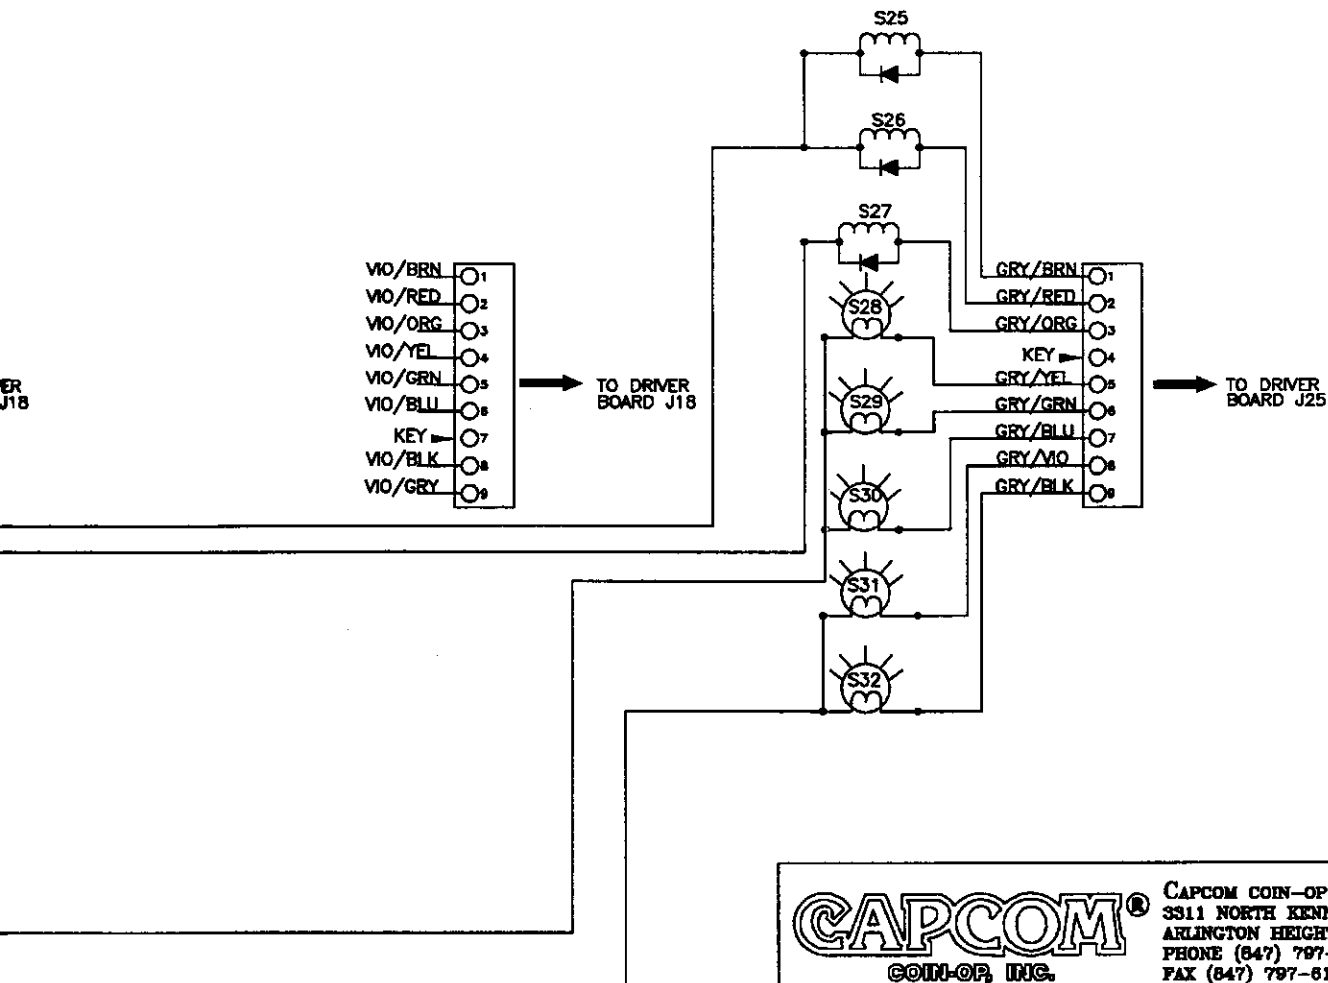 S25
S26
S27
S28
S29
S30
S31
S32
VIO/BRN 1
VIO/RED 2
VIO/ORG 3
VIO/YEL 4
VIO/GRN 5
VIO/BLU 6
KEY 7
VIO/BLK 8
VIO/GRY 9
J18
TO DRIVER
BOARD J18
GRY/BRN 1
GRY/RED 2
GRY/ORG 3
KEY 4
GRY/YEL 5
GRY/GRN 6
GRY/BLU 7
GRY/VIO 8
GRY/BLK 9
TO DRIVER
BOARD J25
CAPCOM®
COIN-OP, INC.
CAPCOM COIN-OP
3311 NORTH KENN
ARLINGTON HEIGH
PHONE (847) 797-
FAX (847) 797-61